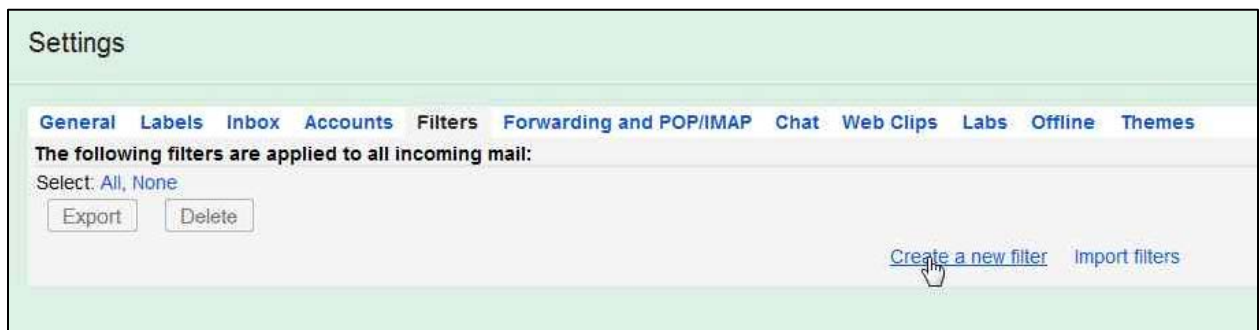 Settings
General Labels Inbox Accounts Filters Forwarding and POP/IMAP Chat Web Clips Labs Offline Themes
The following filters are applied to all incoming mail:
Select: All, None
Export Delete
Create a new filter Import filters